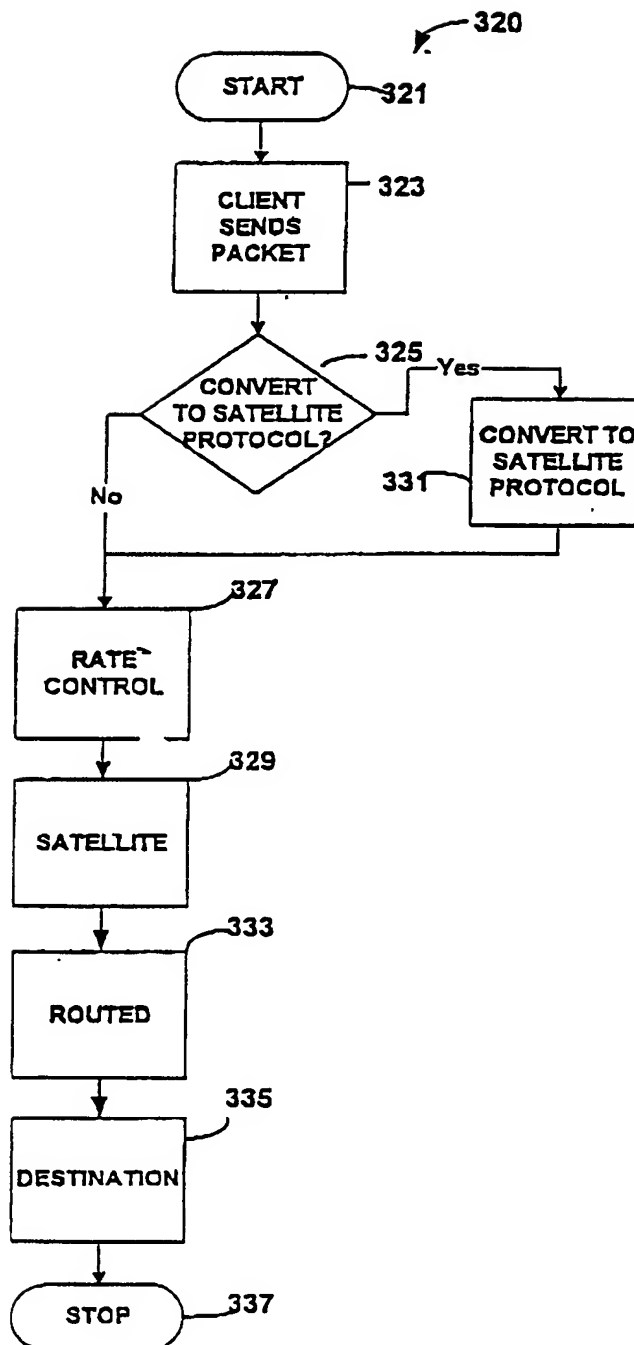 320
START
321
323
CLIENT
SENDS
PACKET
325
Yes
CONVERT
TO SATELLITE
PROTOCOL?
CONVERT TO
SATELLITE
PROTOCOL
331
No
327
RATE
CONTROL
329
SATELLITE
333
ROUTED
335
DESTINATION
STOP
337